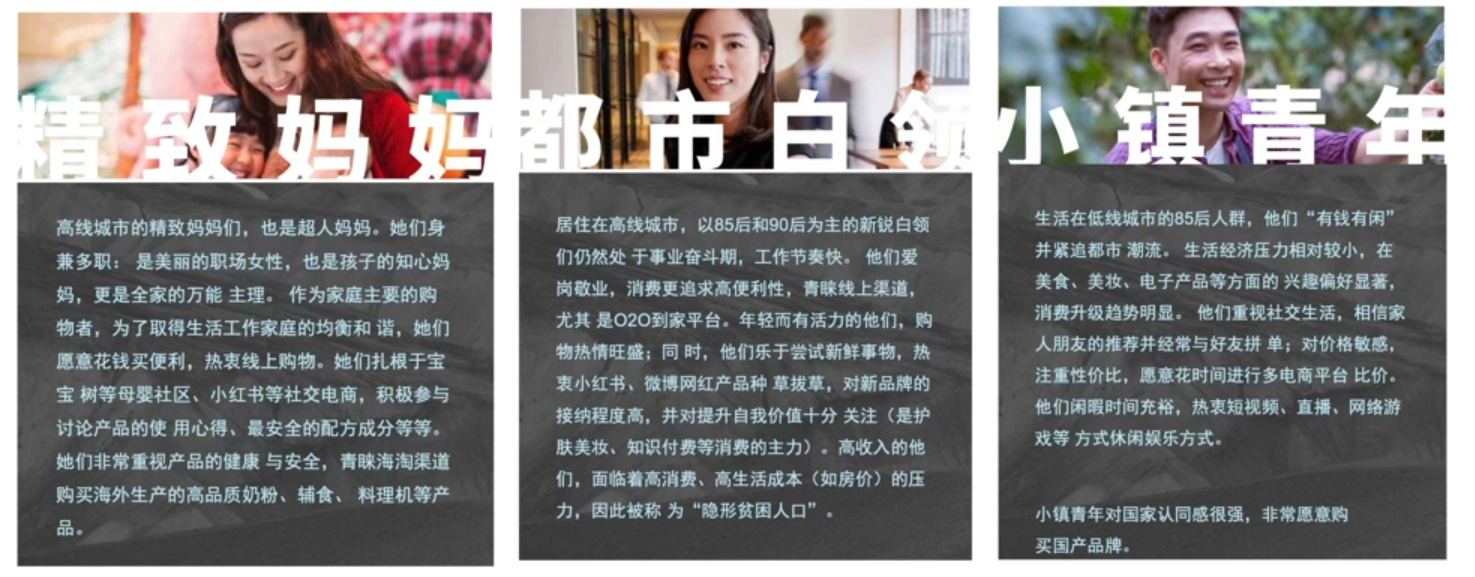 精致妈妈
高线城市的精致妈妈们，也是超人妈妈。她们身
兼多职： 是美丽的职场女性，也是孩子的知心妈
妈，更是全家的万能 主理。 作为家庭主要的购
物者，为了取得生活工作家庭的均衡和 谐，她们
愿意花钱买便利，热衷线上购物。她们扎根于宝
宝 树等母婴社区、小红书等社交电商，积极参与
讨论产品的使 用心得、最安全的配方成分等等。
她们非常重视产品的健康 与安全，青睐海淘渠道
购买海外生产的高品质奶粉、辅食、 料理机等产
品。
都市白领
居住在高线城市，以85后和90后为主的新锐白领
们仍然处 于事业奋斗期，工作节奏快。 他们爱
岗敬业，消费更追求高便利性，青睐线上渠道，
尤其 是O2O到家平台。年轻而有活力的他们，购
物热情旺盛；同 时，他们乐于尝试新鲜事物，热
衷小红书、微博网红产品种 草拔草，对新品牌的
接纳程度高，并对提升自我价值十分 关注（是护
肤美妆、知识付费等消费的主力）。高收入的他
们，面临着高消费、高生活成本（如房价）的压
力，因此被称 为“隐形贫困人口”。
小镇青年
生活在低线城市的85后人群，他们“有钱有闲”
并紧追都市 潮流。 生活经济压力相对较小，在
美食、美妆、电子产品等方面的 兴趣偏好显著，
消费升级趋势明显。 他们重视社交生活，相信家
人朋友的推荐并经常与好友拼 单；对价格敏感，
注重性价比，愿意花时间进行多电商平台 比价。
他们闲暇时间充裕，热衷短视频、直播、网络游
戏等 方式休闲娱乐方式。
小镇青年对国家认同感很强，非常愿意购
买国产品牌。